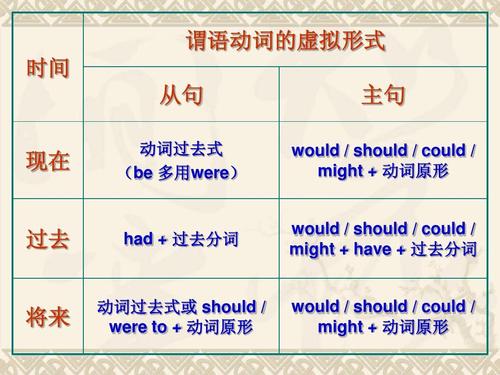 谓语动词的虚拟形式
时间
从句
主句
现在
动词过去式
（be 多用were）
would / should / could /
might + 动词原形
过去
had + 过去分词
would / should / could /
might + have + 过去分词
将来
动词过去式或 should /
were to + 动词原形
would / should / could /
might + 动词原形